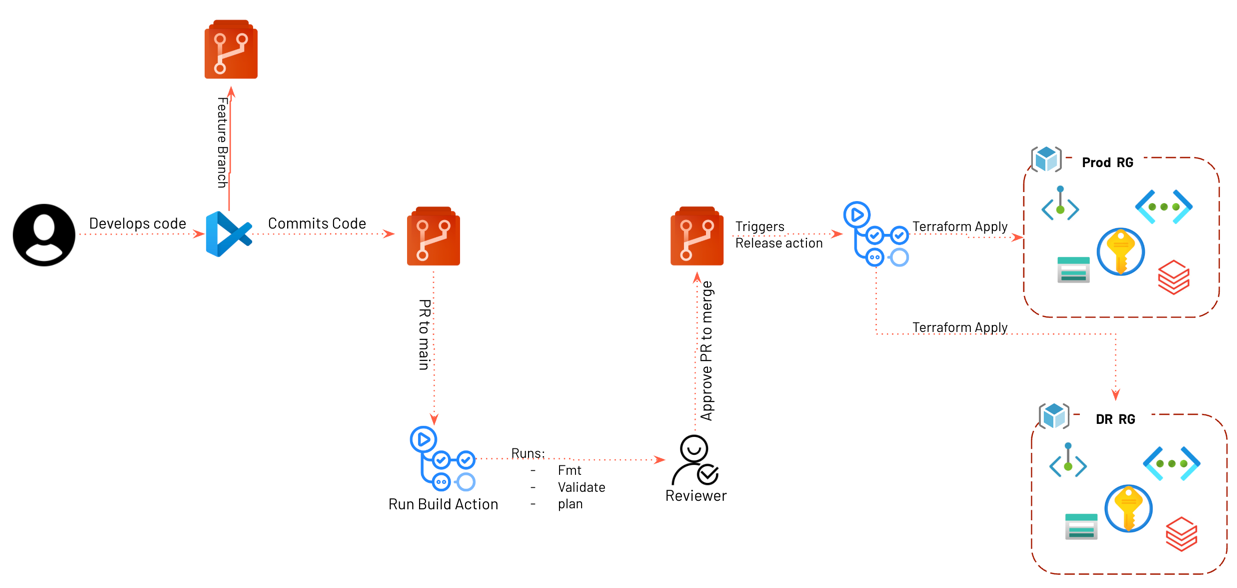 Feature Branch
Develops code
Commits Code
PR to main
Run Build Action
Runs:
- Fmt
- Validate
- plan
Reviewer
Approve PR to merge
Triggers
Release action
Terraform Apply
Prod RG
Terraform Apply
DR RG